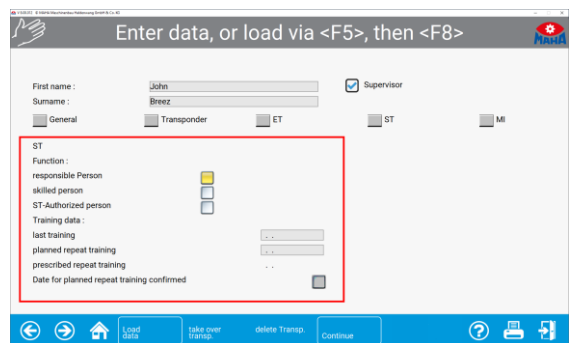 Enter data, or load via <F5>, then <F8>
MAHA
First name :
John
Supervisor
Surname :
Breez
General
Transponder
ET
ST
MI
ST
Function :
responsible Person
skilled person
ST-Authorized person
Training data :
last training
. .
planned repeat training
. .
prescribed repeat training
. .
Date for planned repeat training confirmed
Load
data
take over
transp.
delete Transp.
Continue
?